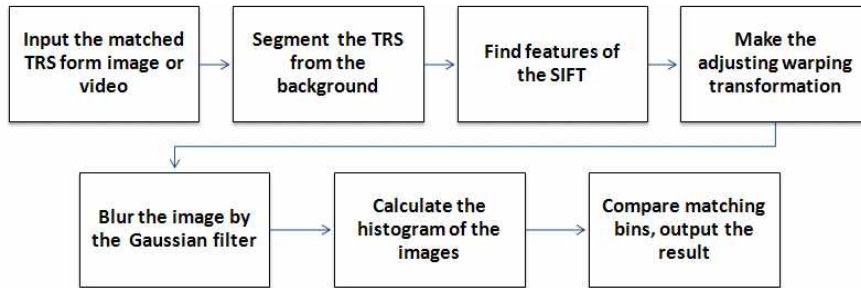 Input the matched
TRS form image or
video
Segment the TRS
from the
background
Find features of
the SIFT
Make the
adjusting warping
transformation
Blur the image by
the Gaussian filter
Calculate the
histogram of the
images
Compare matching
bins, output the
result